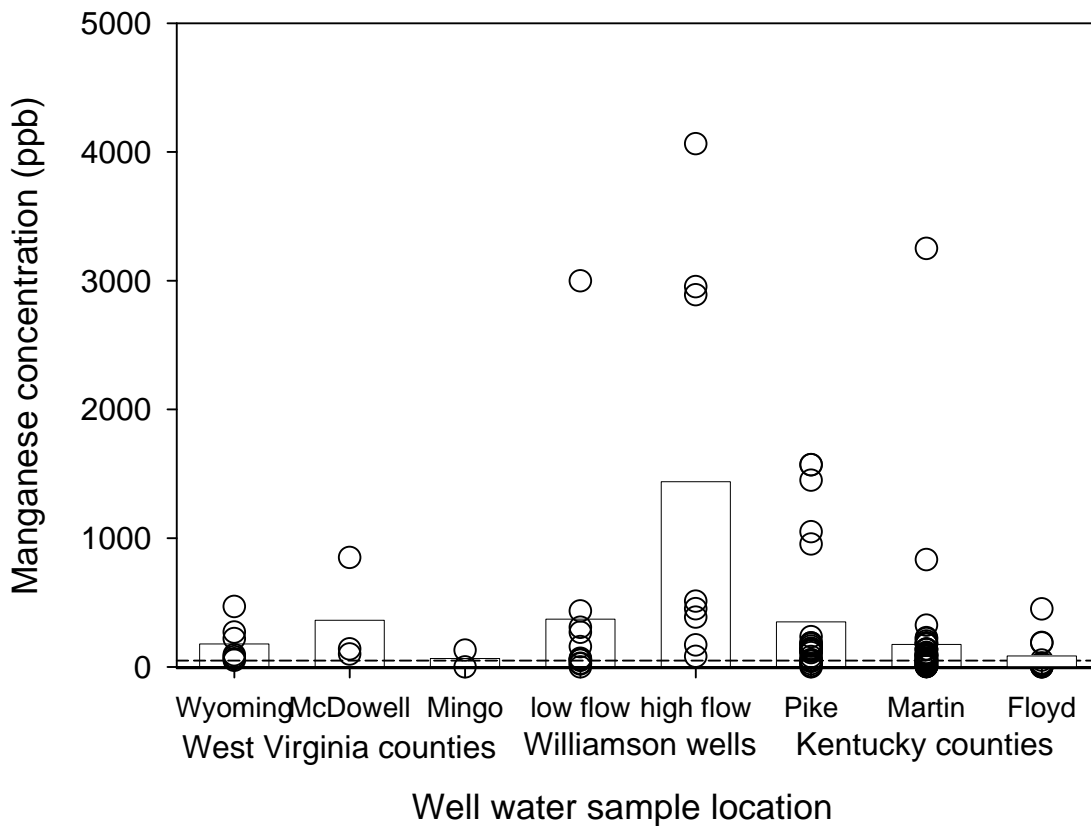 Manganese concentration (ppb)
5000
4000
3000
2000
1000
0
Wyoming McDowell Mingo low flow high flow Pike Martin Floyd
West Virginia counties Williamson wells Kentucky counties
Well water sample location